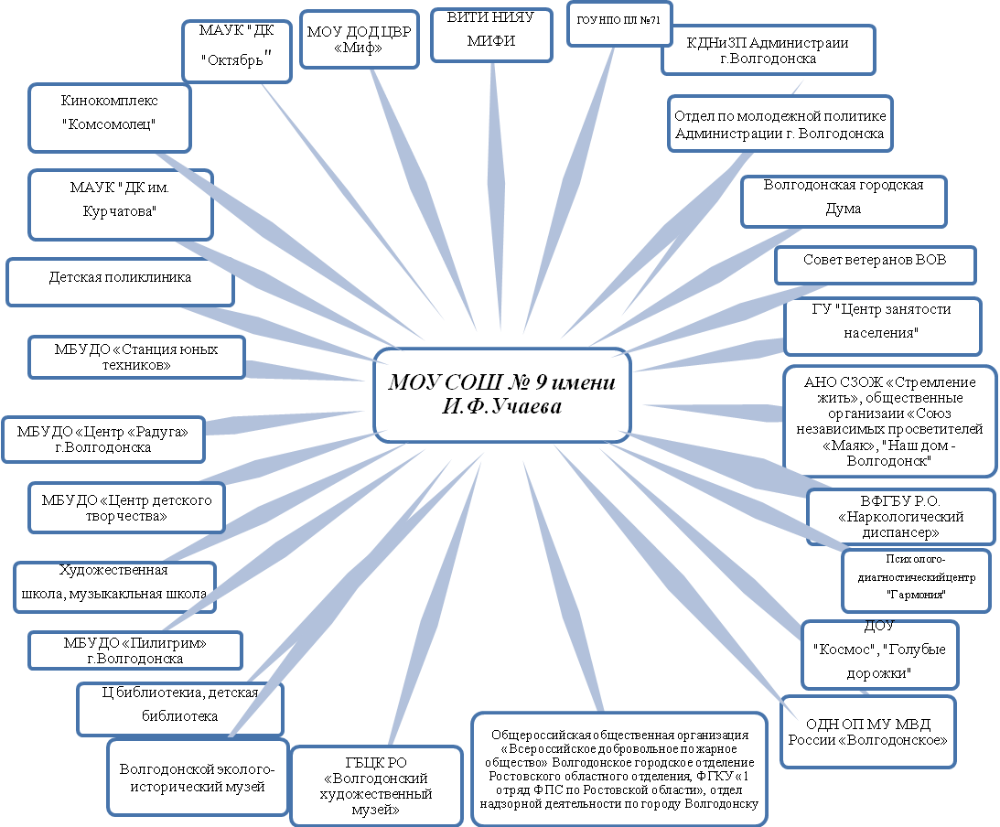 МАУК "ДК
"Октябрь"
МОУ ДОД ЦВР
«Миф»
ВИТИ НИЯУ
МИФИ
ГОУ НПО ПЛ №71
КДНиЗП Администраии
г.Волгодонска
Отдел по молодежной политике
Администрации г. Волгодонска
Волгодонская городская
Дума
Совет ветеранов ВОВ
ГУ "Центр занятости
населения"
АНО СЗОЖ «Стремление
жить», общественные
организаии «Союз
независимых просветителей
«Маяк», "Наш дом -
Волгодонск"
ВФГБУ Р.О.
«Наркологический
диспансер»
Психолого-
диагностическийцентр
"Гармония"
ДОУ
"Космос", "Голубые
дорожки"
ОДН ОП МУ МВД
России «Волгодонское»
Общероссийская общественная организация
«Всероссийское добровольное пожарное
общество» Волгодонское городское отделение
Ростовского областного отделения, ФГКУ «1
отряд ФПС по Ростовской области», отдел
надзорной деятельности по городу Волгодонску
ГБЦК РО
«Волгодонский
художественный
музей»
Волгодонской эколого-
исторический музей
Ц библиотекиа, детская
библиотека
МБУДО «Пилигрим»
г.Волгодонска
Художественная
школа, музыкакльная школа
МБУДО «Центр детского
творчества»
МБУДО «Центр «Радуга»
г.Волгодонска
МБУДО «Станция юных
техников»
Детская поликлиника
МАУК "ДК им.
Курчатова"
Кинокомплекс
"Комсомолец"
МОУ СОШ № 9 имени
И.Ф.Учаева